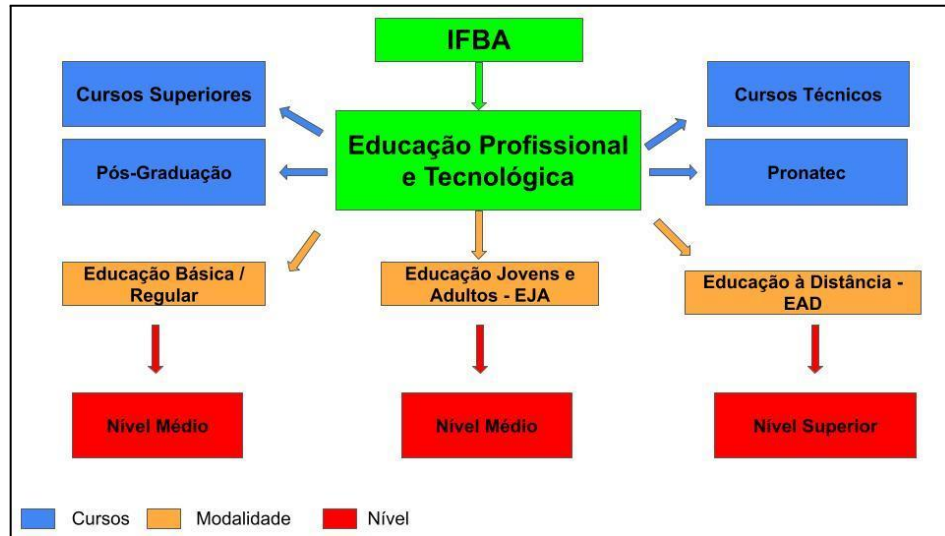 IFBA
Cursos Superiores
Cursos Técnicos
Educação Profissional
e Tecnológica
Pós-Graduação
Pronatec
Educação Básica /
Regular
Educação Jovens e
Adultos - EJA
Educação à Distância -
EAD
Nível Médio
Nível Médio
Nível Superior
Cursos
Modalidade
Nível